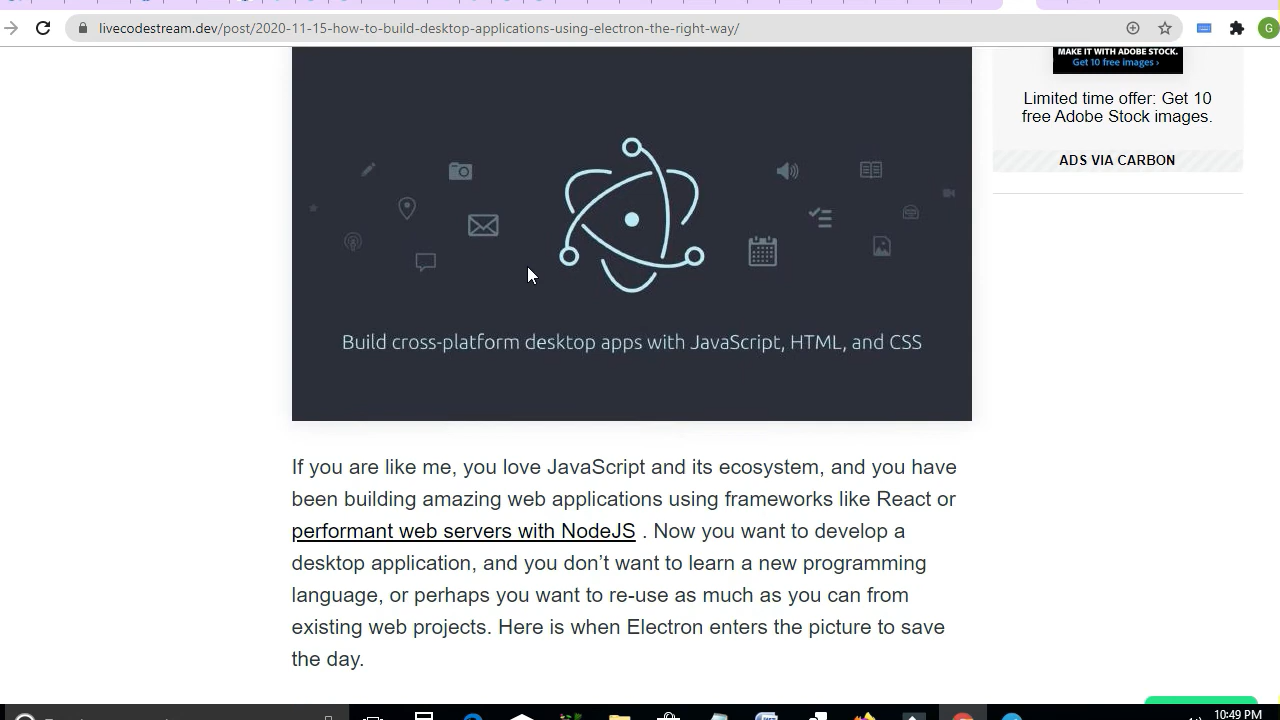 livecodestream.dev/post/2020-11-15-how-to-build-desktop-applications-using-electron-the-right-way/
G
MAKE IT WITH ADOBE STOCK.
Get 10 free images ›
Limited time offer: Get 10
free Adobe Stock images.
ADS VIA CARBON
Build cross-platform desktop apps with JavaScript, HTML, and CSS
If you are like me, you love JavaScript and its ecosystem, and you have
been building amazing web applications using frameworks like React or
performant web servers with NodeJS . Now you want to develop a
desktop application, and you don’t want to learn a new programming
language, or perhaps you want to re-use as much as you can from
existing web projects. Here is when Electron enters the picture to save
the day.
10:49 PM